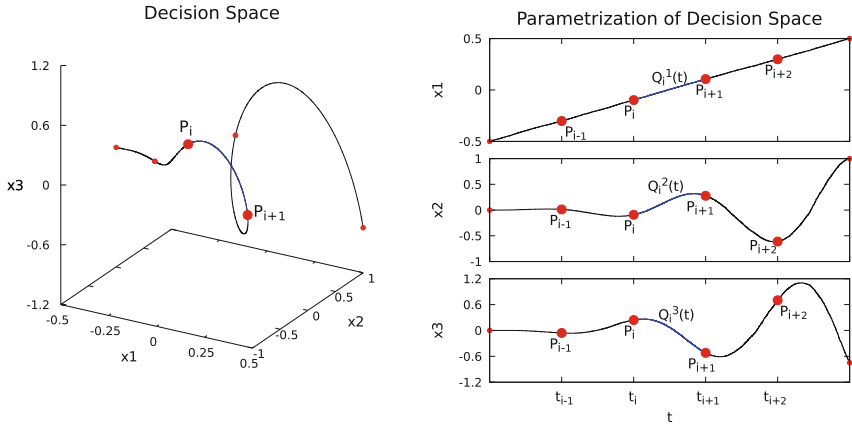 Decision Space
1.2
0.6
0
-0.6
-1.2
x3
P_i
P_{i+1}
-0.5
-0.25
0
0.25
0.5
x1
-1
-0.5
0
0.5
1
x2
Parametrization of Decision Space
0.5
0
-0.5
x1
Q_i^1(t)
P_{i-1}
P_i
P_{i+1}
P_{i+2}
1
0.5
0
-0.5
-1
x2
Q_i^2(t)
P_{i-1}
P_i
P_{i+1}
P_{i+2}
1.2
0.6
0
-0.6
-1.2
x3
Q_i^3(t)
P_{i-1}
P_i
P_{i+1}
P_{i+2}
t_{i-1}
t_i
t_{i+1}
t_{i+2}
t